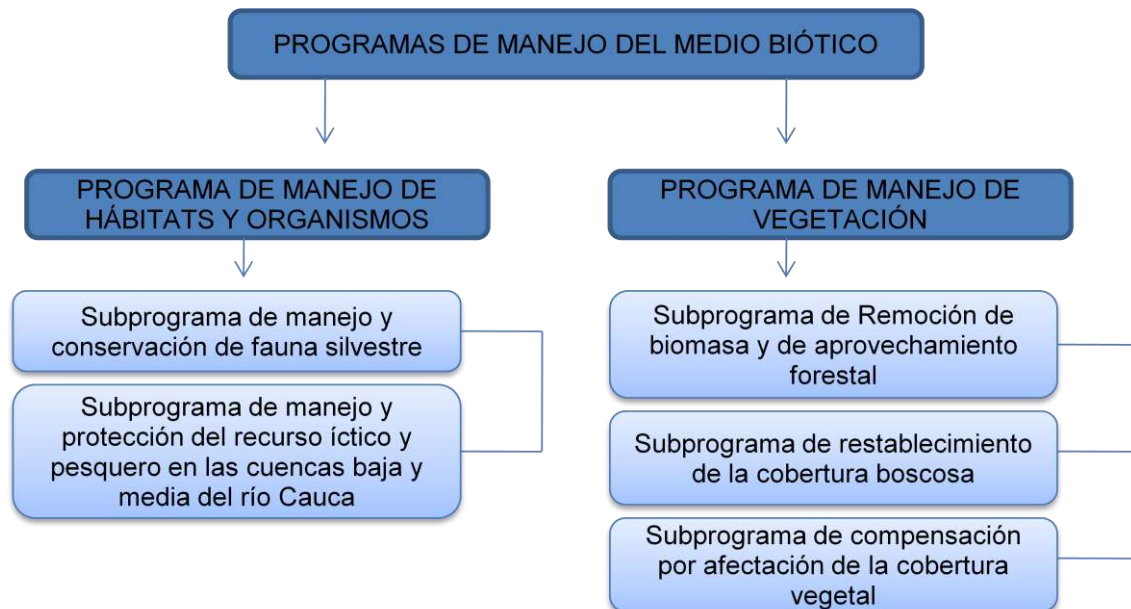 PROGRAMAS DE MANEJO DEL MEDIO BIÓTICO
PROGRAMA DE MANEJO DE
HÁBITATS Y ORGANISMOS
Subprograma de manejo y
conservación de fauna silvestre
Subprograma de manejo y
protección del recurso íctico y
pesquero en las cuencas baja y
media del río Cauca
PROGRAMA DE MANEJO DE
VEGETACIÓN
Subprograma de Remoción de
biomasa y de aprovechamiento
forestal
Subprograma de restablecimiento
de la cobertura boscosa
Subprograma de compensación
por afectación de la cobertura
vegetal